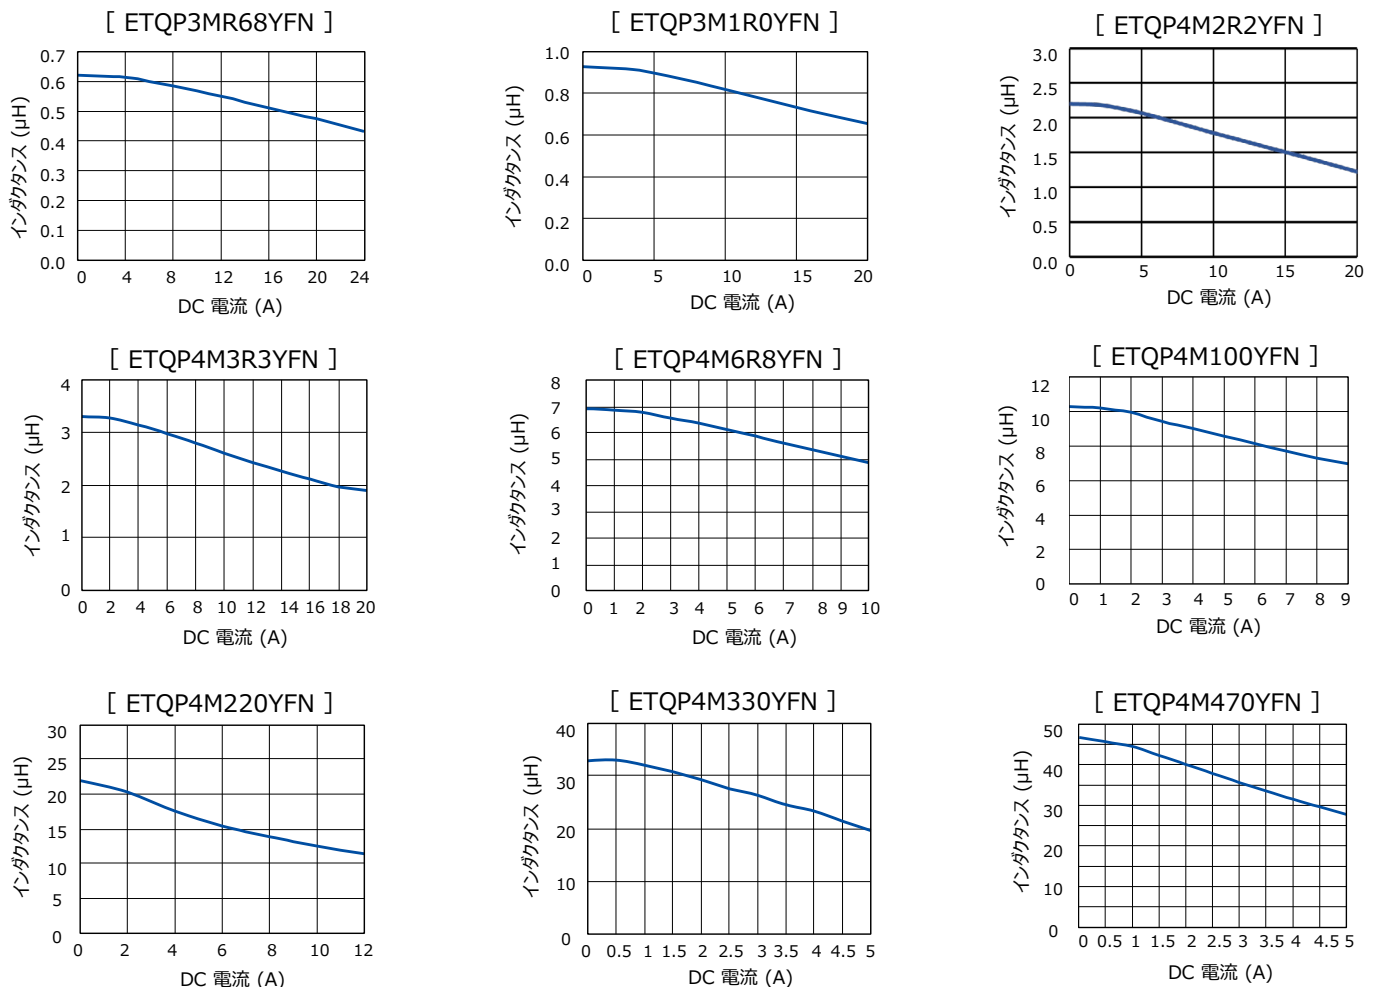 [ ETQP3MR68YFN ]
インダクタンス (μH)
0.7
0.6
0.5
0.4
0.3
0.2
0.1
0.0
0 4 8 12 16 20 24
DC 電流 (A)
[ ETQP3M1R0YFN ]
インダクタンス (μH)
1.0
0.8
0.6
0.4
0.2
0.0
0 5 10 15 20
DC 電流 (A)
[ ETQP4M2R2YFN ]
インダクタンス (μH)
3.0
2.5
2.0
1.5
1.0
0.5
0.0
0 5 10 15 20
DC 電流 (A)
[ ETQP4M3R3YFN ]
インダクタンス (μH)
4
3
2
1
0
0 2 4 6 8 10 12 14 16 18 20
DC 電流 (A)
[ ETQP4M6R8YFN ]
インダクタンス (μH)
8
7
6
5
4
3
2
1
0
0 1 2 3 4 5 6 7 8 9 10
DC 電流 (A)
[ ETQP4M100YFN ]
インダクタンス (μH)
12
10
8
6
4
2
0
0 1 2 3 4 5 6 7 8 9
DC 電流 (A)
[ ETQP4M220YFN ]
インダクタンス (μH)
30
25
20
15
10
5
0
0 2 4 6 8 10 12
DC 電流 (A)
[ ETQP4M330YFN ]
インダクタンス (μH)
40
30
20
10
0
0 0.5 1 1.5 2 2.5 3 3.5 4 4.5 5
DC 電流 (A)
[ ETQP4M470YFN ]
インダクタンス (μH)
50
40
30
20
10
0
0 0.5 1 1.5 2 2.5 3 3.5 4 4.5 5
DC 電流 (A)